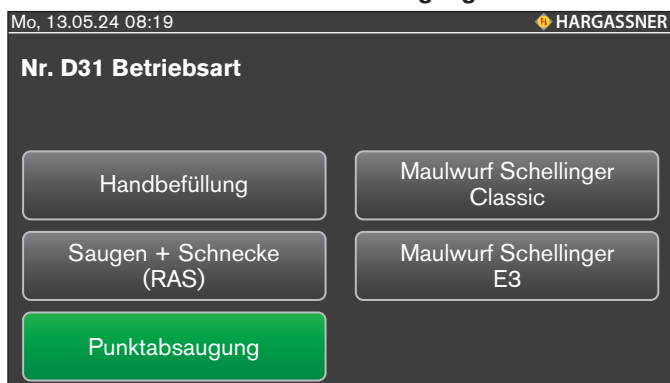 Mo, 13.05.24 08:19
HARGASSNER
Nr. D31 Betriebsart
Handbefüllung
Maulwurf Schellinger
Classic
Saugen + Schnecke
(RAS)
Maulwurf Schellinger
E3
Punktabsaugung